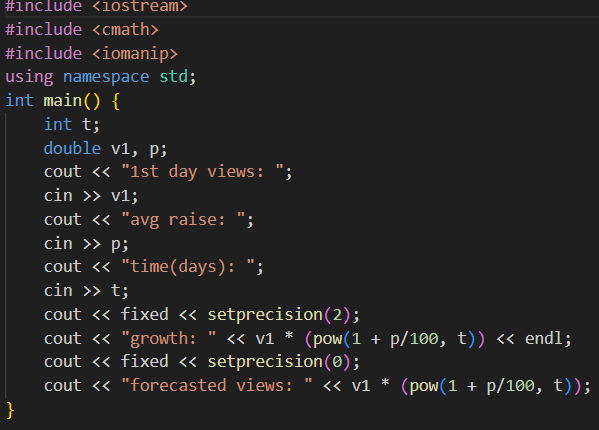 #include <iostream>
#include <cmath>
#include <iomanip>
using namespace std;
int main() {
    int t;
    double v1, p;
    cout << "1st day views: ";
    cin >> v1;
    cout << "avg raise: ";
    cin >> p;
    cout << "time(days): ";
    cin >> t;
    cout << fixed << setprecision(2);
    cout << "growth: " << v1 * (pow(1 + p/100, t)) << endl;
    cout << fixed << setprecision(0);
    cout << "forecasted views: " << v1 * (pow(1 + p/100, t));
}